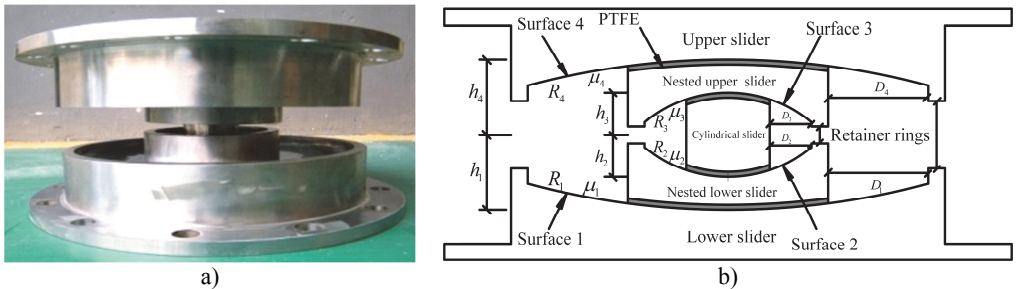 Surface 4
PTFE
Upper slider
Surface 3
μ4
Nested upper slider
R4
D4
h4
h3
R3
μ3
D3
Cylindrical slider
Retainer rings
D2
h1
h2
R2
μ2
R1
μ1
Nested lower slider
D1
Surface 1
Lower slider
Surface 2
a)
b)